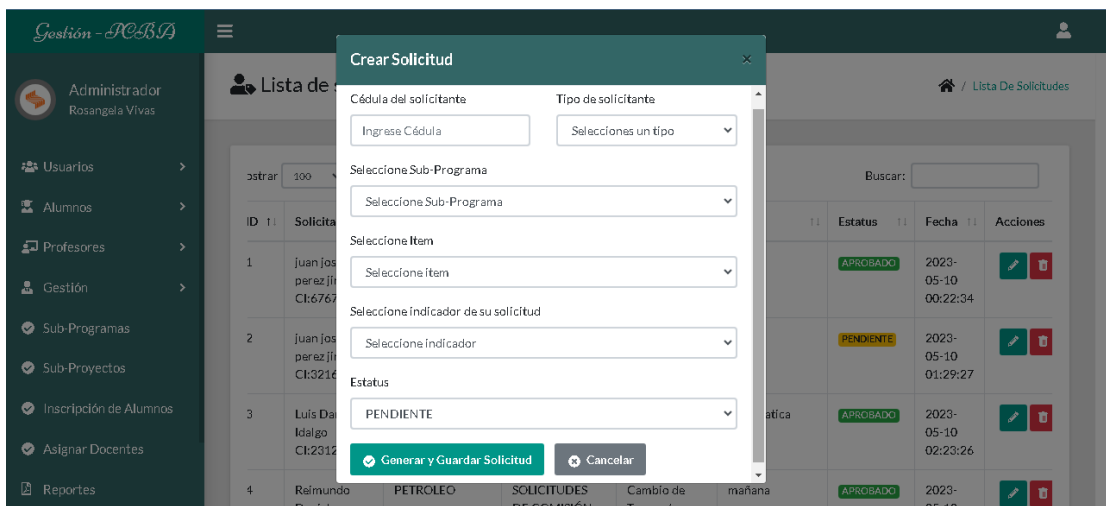 Gestión - PCBA
Administrador
Rosangela Vivas
Usuarios
Alumnos
Profesores
Gestión
Sub-Programas
Sub-Proyectos
Inscripción de Alumnos
Asignar Docentes
Reportes
Lista de
/ Lista De Solicitudes
Crear Solicitud ×
Cédula del solicitante Tipo de solicitante
Ingrese Cédula Selecciones un tipo
Seleccione Sub-Programa
Seleccione Sub-Programa
Seleccione Item
Seleccione item
Seleccione indicador de su solicitud
Seleccione indicador
Estatus
PENDIENTE
Generar y Guardar Solicitud Cancelar
ostrar 100 Buscar:
ID Solicita Estatus Fecha Acciones
1 juan jos APROBADO 2023-
perez jir 05-10
CI:6767 00:22:34
2 juan jos PENDIENTE 2023-
perez jir 05-10
CI:3216 01:29:27
3 Luis Dar atica APROBADO 2023-
Idalgo 05-10
CI:2312 02:23:26
4 Reimundo PETROLEO SOLICITUDES Cambio de mañana APROBADO 2023-